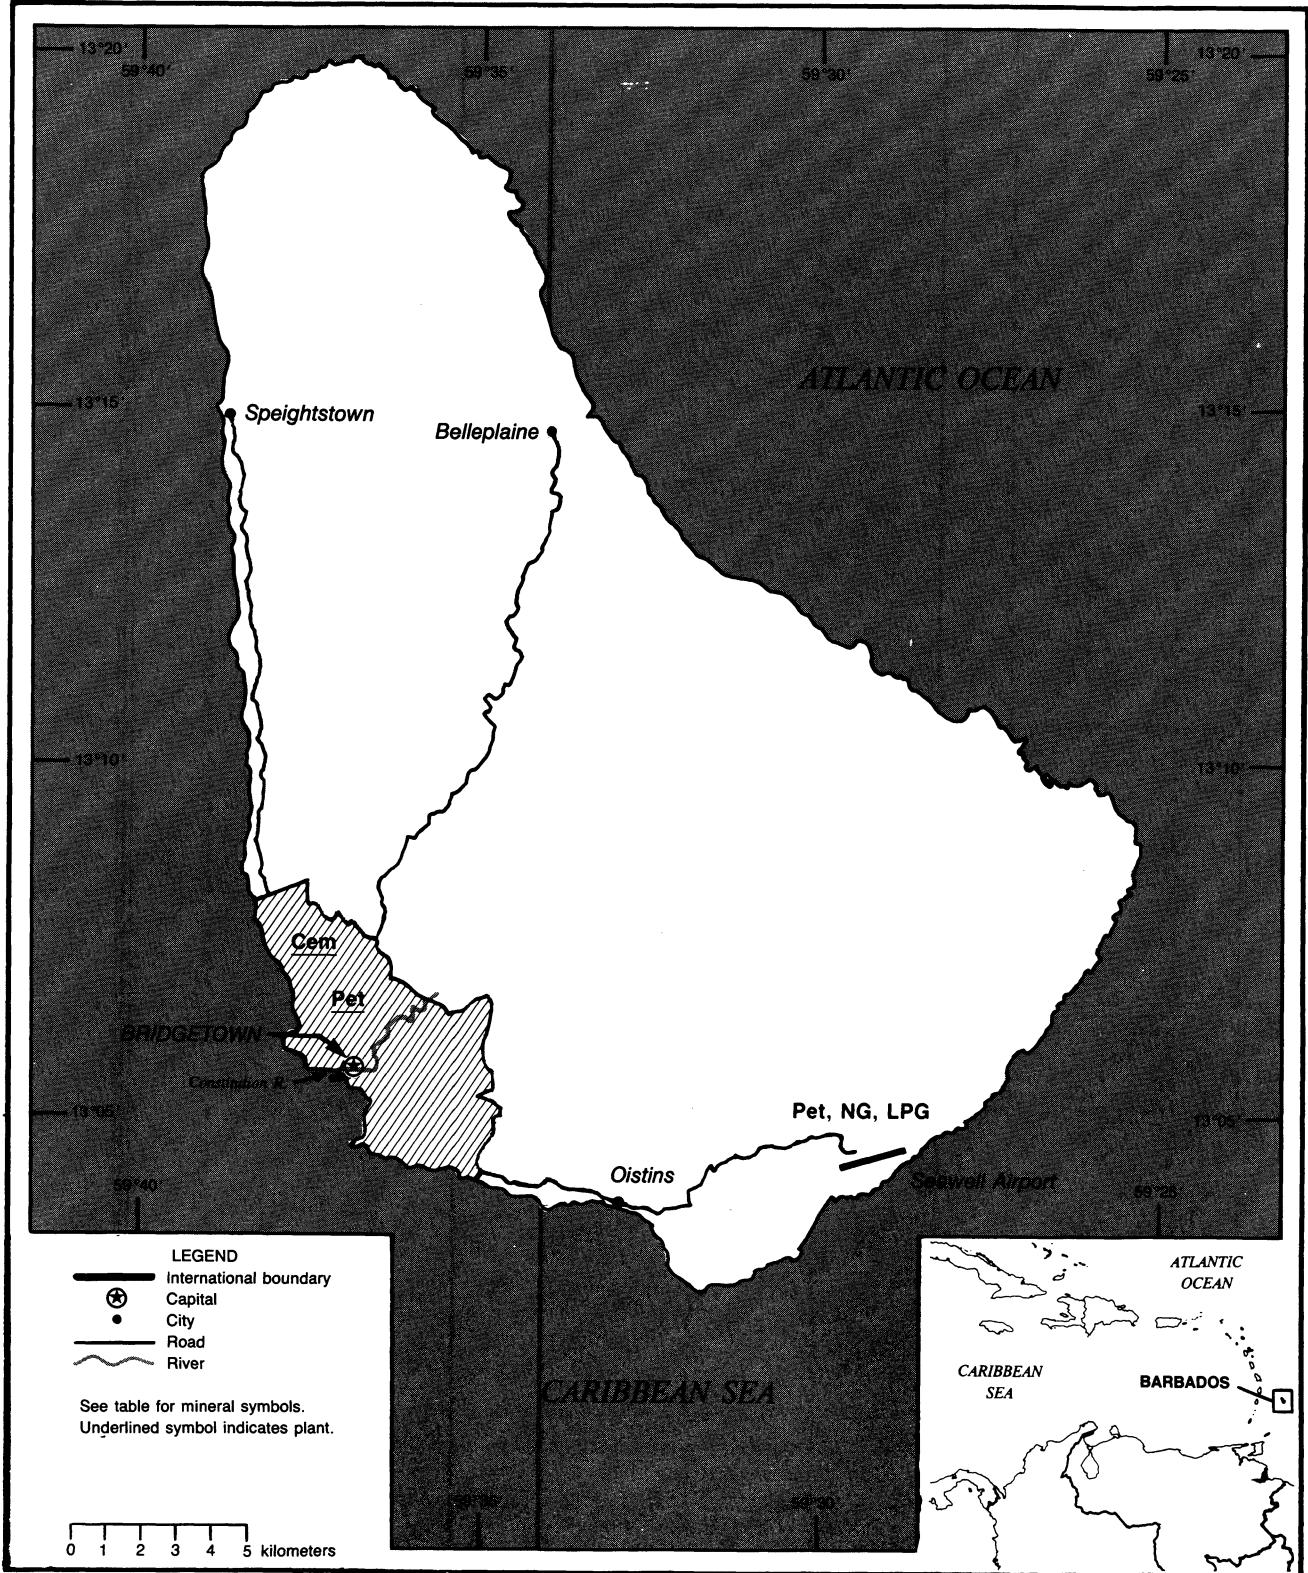 13°20'
13°20'
59°40'
59°35'
59°30'
59°25'
ATLANTIC OCEAN
13°15'
Speightstown
13°15'
Belleplaine
13°10'
13°10'
Cem
Pet
BRIDGETOWN
Constitution R.
13°05'
Pet, NG, LPG
13°05'
Oistins
Seawell Airport
59°40'
59°25'
LEGEND
International boundary
Capital
City
Road
River
See table for mineral symbols.
Underlined symbol indicates plant.
0 1 2 3 4 5 kilometers
CARIBBEAN SEA
59°35'
59°30'
ATLANTIC
OCEAN
CARIBBEAN
SEA
BARBADOS